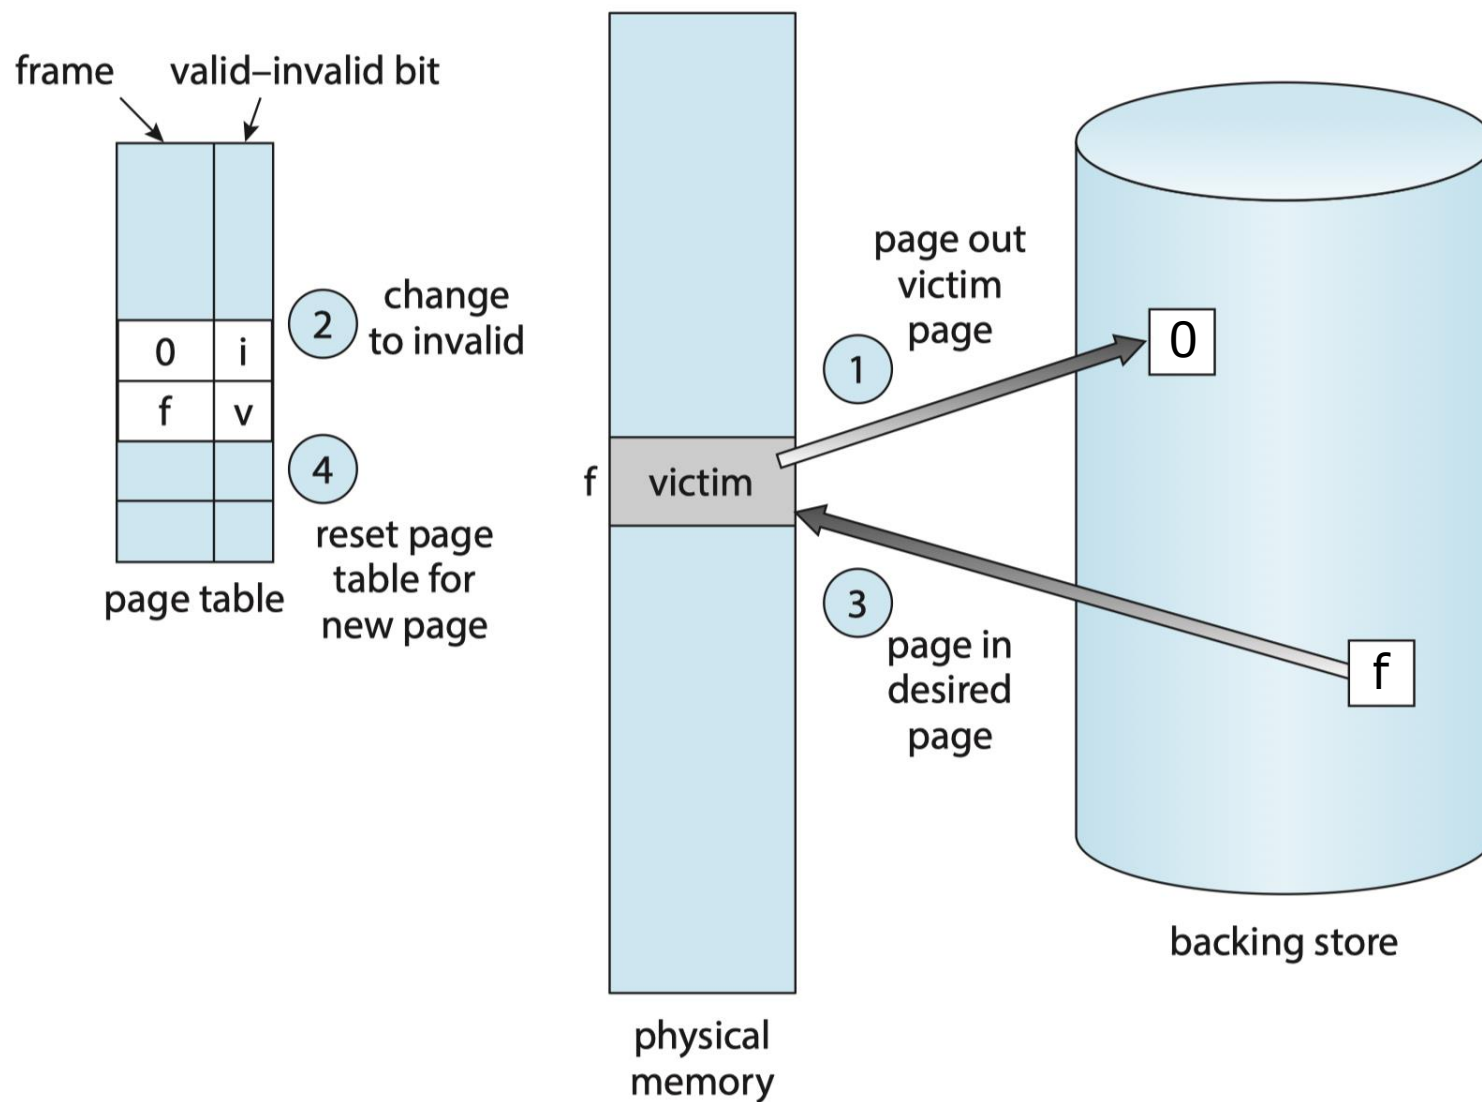 frame
valid–invalid bit
0
i
f
v
2
change
to invalid
4
reset page
table for
new page
page table
f
victim
physical
memory
page out
victim
page
1
0
3
page in
desired
page
f
backing store